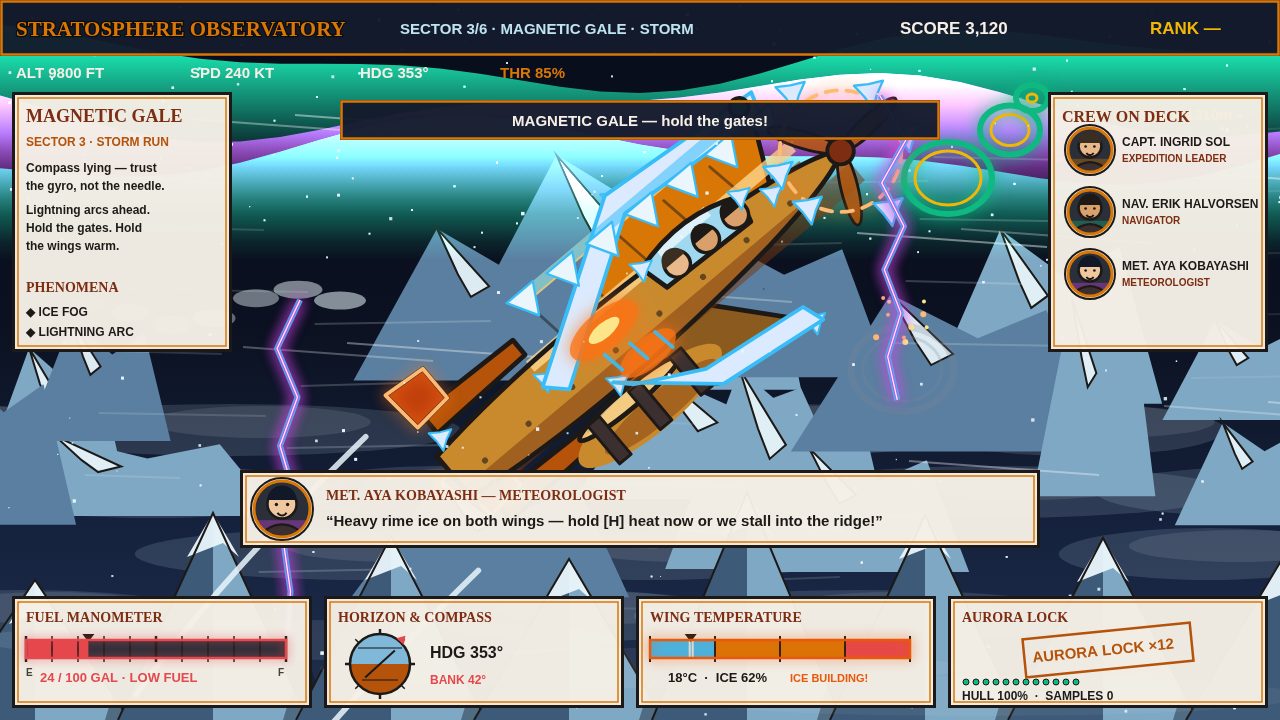 STRATOSPHERE OBSERVATORY
SECTOR 3/6 · MAGNETIC GALE · STORM
SCORE 3,120
RANK —
ALT 9800 FT
SPD 240 KT
HDG 353°
THR 85%
MAGNETIC GALE
SECTOR 3 · STORM RUN
Compass lying — trust
the gyro, not the needle.
Lightning arcs ahead.
Hold the gates. Hold
the wings warm.
PHENOMENA
◆ ICE FOG
◆ LIGHTNING ARC
MAGNETIC GALE — hold the gates!
CREW ON DECK
CAPT. INGRID SOL
EXPEDITION LEADER
NAV. ERIK HALVORSEN
NAVIGATOR
MET. AYA KOBAYASHI
METEOROLOGIST
MET. AYA KOBAYASHI — METEOROLOGIST
“Heavy rime ice on both wings — hold [H] heat now or we stall into the ridge!”
FUEL MANOMETER
E F
24 / 100 GAL · LOW FUEL
HORIZON & COMPASS
HDG 353°
BANK 42°
WING TEMPERATURE
18°C · ICE 62% ICE BUILDING!
AURORA LOCK
AURORA LOCK ×12
HULL 100% · SAMPLES 0